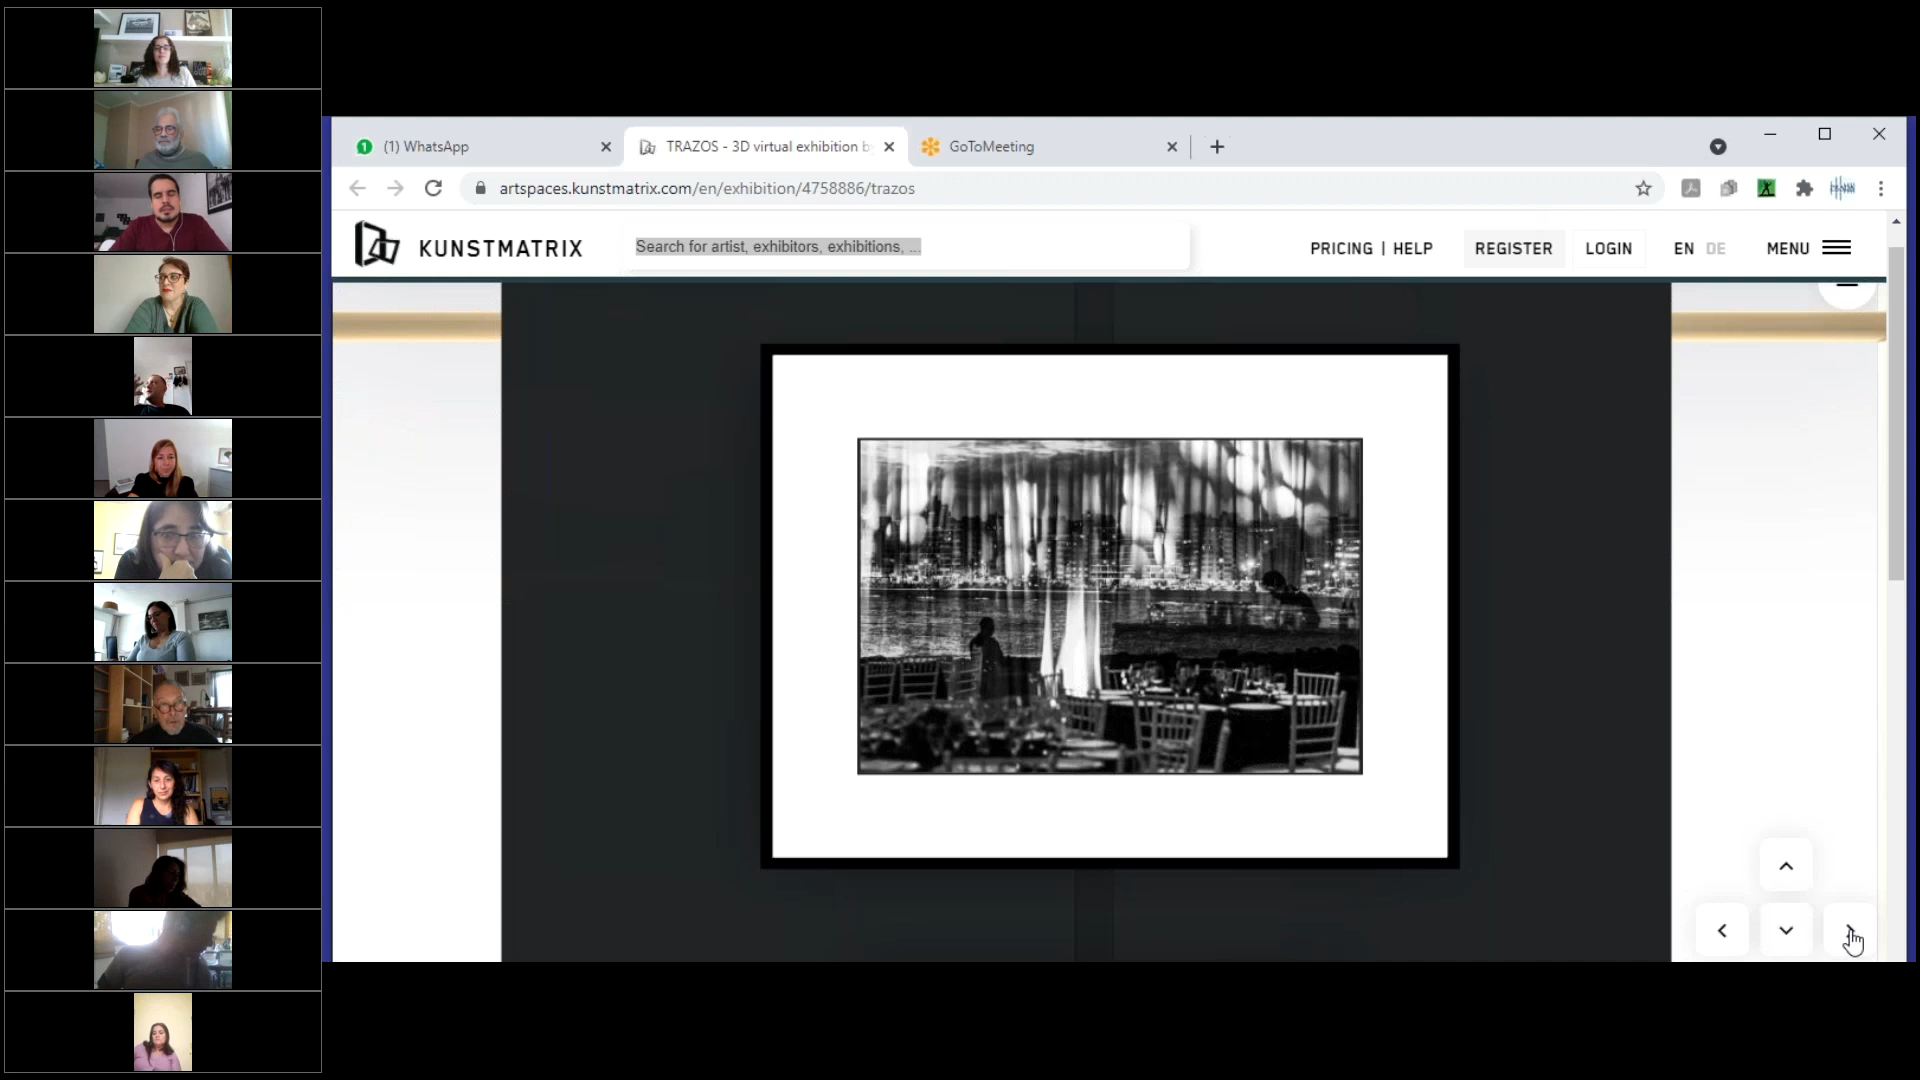 (1) WhatsApp
TRAZOS - 3D virtual exhibition b
GoToMeeting
artspaces.kunstmatrix.com/en/exhibition/4758886/trazos
KUNSTMATRIX
Search for artist, exhibitors, exhibitions, ...
PRICING | HELP
REGISTER
LOGIN
EN DE
MENU